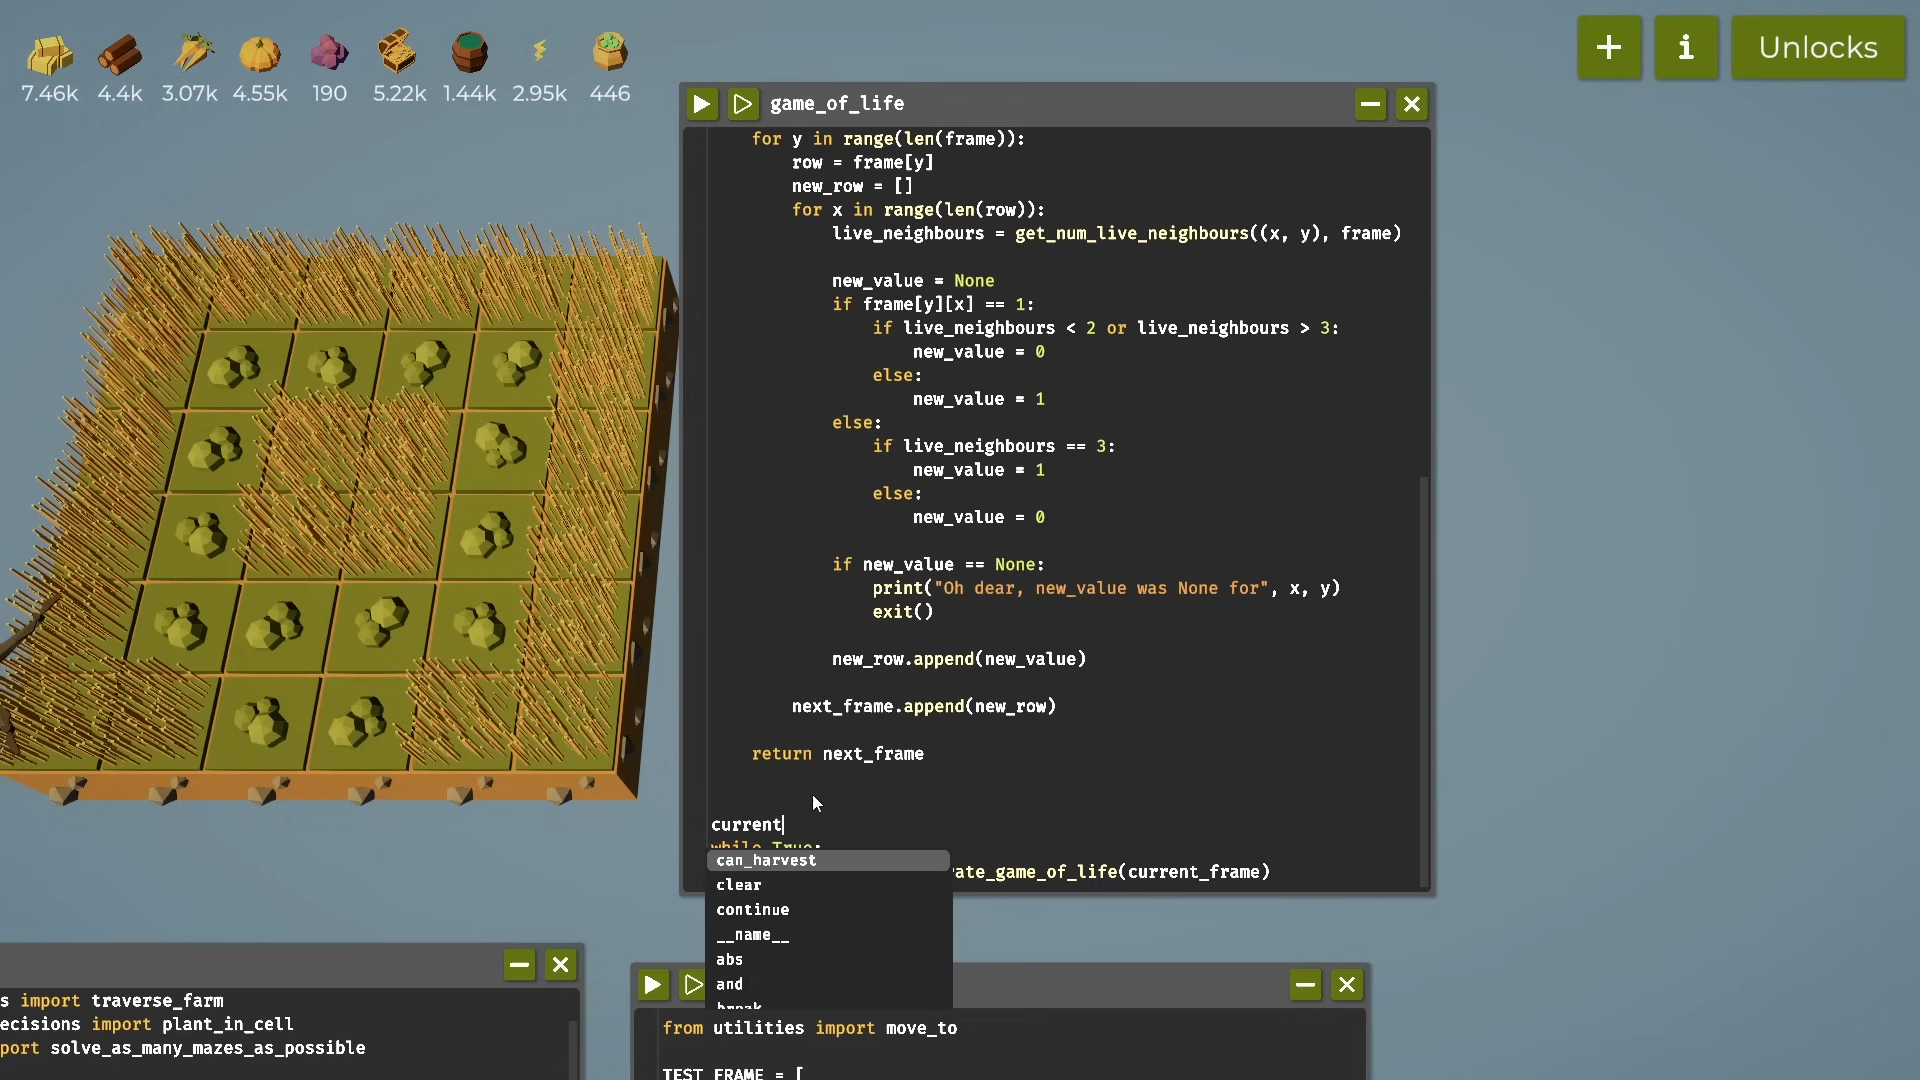 7.46k 4.4k 3.07k 4.55k 190 5.22k 1.44k 2.95k 446
+ i Unlocks
game_of_life
for y in range(len(frame)):
row = frame[y]
new_row = []
for x in range(len(row)):
live_neighbours = get_num_live_neighbours((x, y), frame)
new_value = None
if frame[y][x] == 1:
if live_neighbours < 2 or live_neighbours > 3:
new_value = 0
else:
new_value = 1
else:
if live_neighbours == 3:
new_value = 1
else:
new_value = 0
if new_value == None:
print("Oh dear, new_value was None for", x, y)
exit()
new_row.append(new_value)
next_frame.append(new_row)
return next_frame
current
while True:
can_harvest
ate_game_of_life(current_frame)
clear
continue
__name__
abs
and
break
s import traverse_farm
ecisions import plant_in_cell
port solve_as_many_mazes_as_possible
from utilities import move_to
TEST_FRAME = [